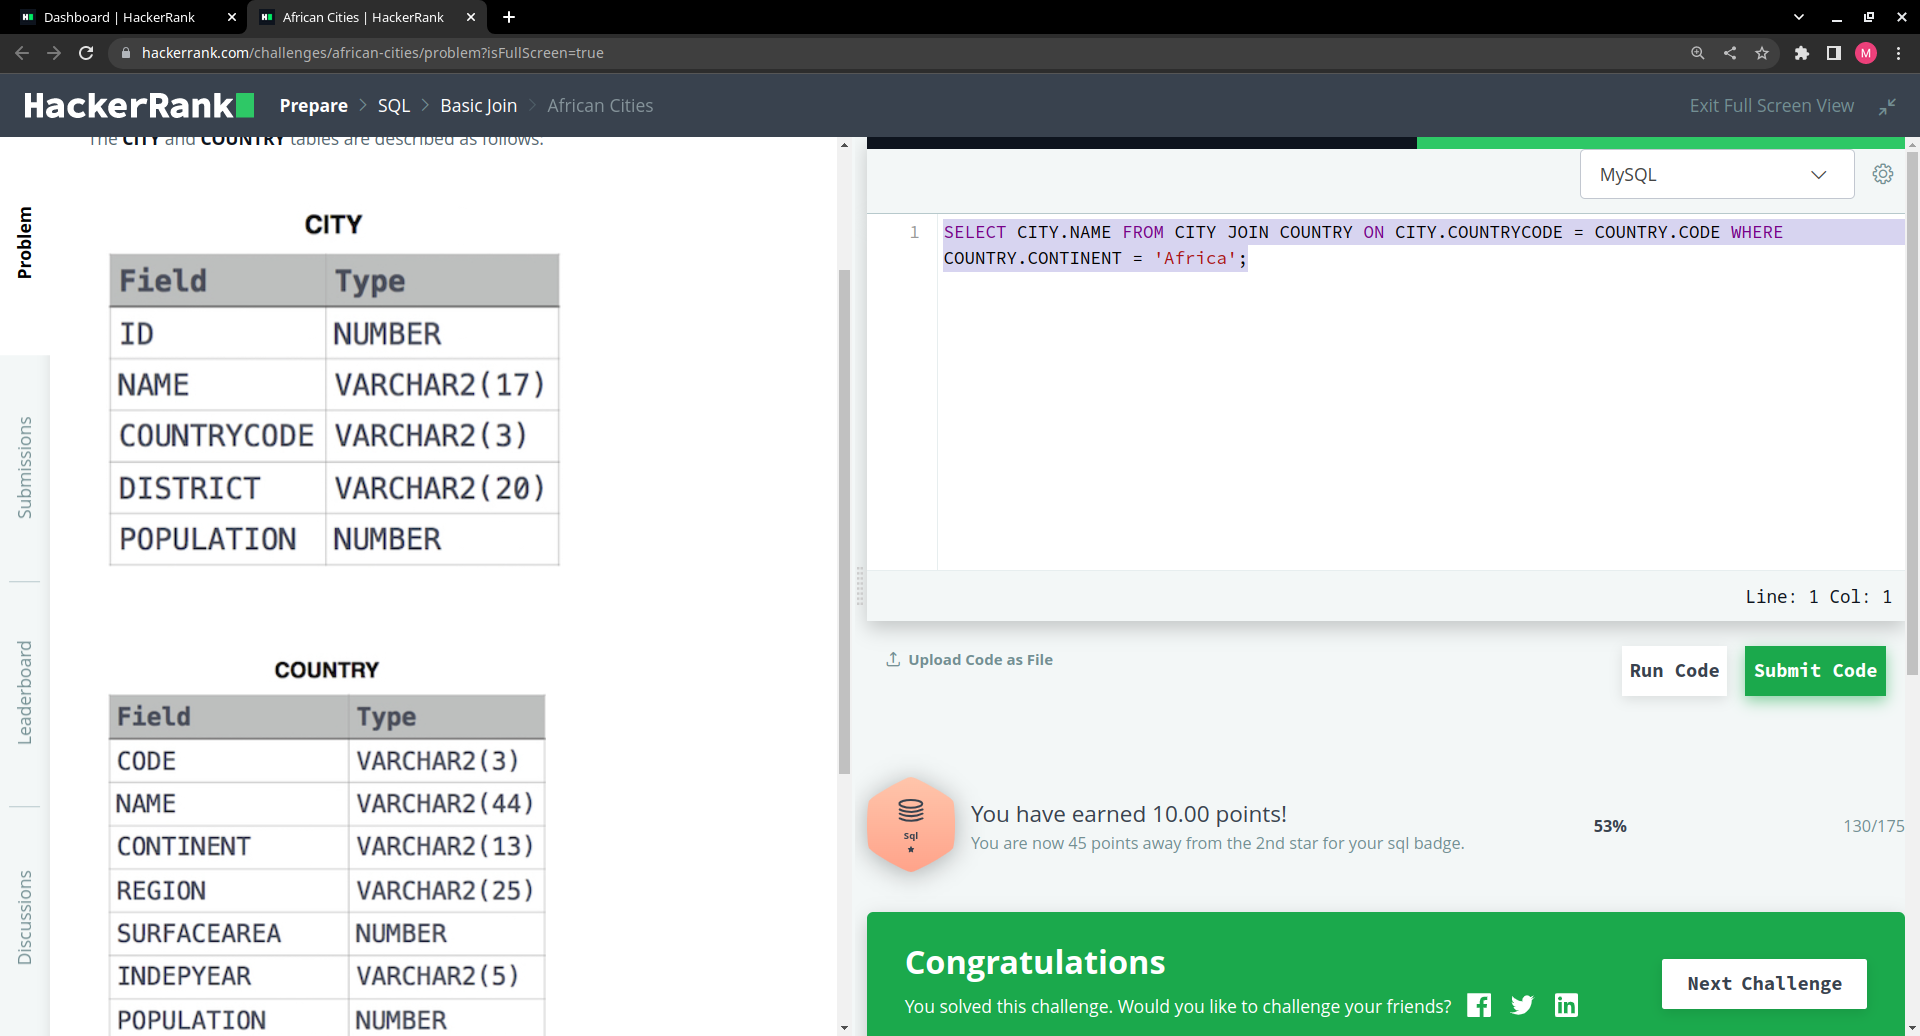 Dashboard | HackerRank
African Cities | HackerRank
hackerrank.com/challenges/african-cities/problem?isFullScreen=true
M
HackerRank
Prepare > SQL > Basic Join > African Cities
Exit Full Screen View
The CITY and COUNTRY tables are described as follows:
Problem
Submissions
Leaderboard
Discussions
CITY
Field Type
ID NUMBER
NAME VARCHAR2(17)
COUNTRYCODE VARCHAR2(3)
DISTRICT VARCHAR2(20)
POPULATION NUMBER
COUNTRY
Field Type
CODE VARCHAR2(3)
NAME VARCHAR2(44)
CONTINENT VARCHAR2(13)
REGION VARCHAR2(25)
SURFACEAREA NUMBER
INDEPYEAR VARCHAR2(5)
POPULATION NUMBER
MySQL
1 SELECT CITY.NAME FROM CITY JOIN COUNTRY ON CITY.COUNTRYCODE = COUNTRY.CODE WHERE
COUNTRY.CONTINENT = 'Africa';
Line: 1 Col: 1
Upload Code as File
Run Code
Submit Code
Sql
You have earned 10.00 points!
You are now 45 points away from the 2nd star for your sql badge.
53%
130/175
Congratulations
You solved this challenge. Would you like to challenge your friends?
Next Challenge